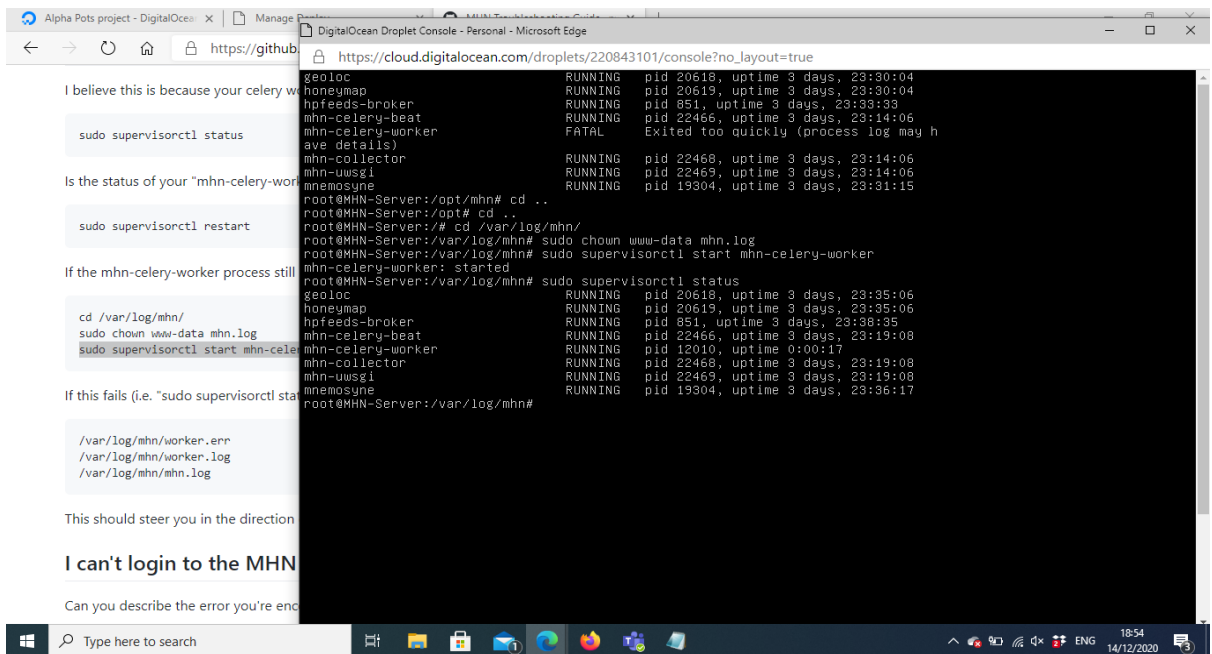 Alpha Pots project - DigitalOcea
Manage
DigitalOcean Droplet Console - Personal - Microsoft Edge
https://github.
https://cloud.digitalocean.com/droplets/220843101/console?no_layout=true
I believe this is because your celery
sudo supervisorctl status
Is the status of your "mhn-celery-work
sudo supervisorctl restart
If the mhn-celery-worker process still
cd /var/log/mhn/
sudo chown www-data mhn.log
sudo supervisorctl start mhn-cele
If this fails (i.e. "sudo supervisorctl stat
/var/log/mhn/worker.err
/var/log/mhn/worker.log
/var/log/mhn/mhn.log
This should steer you in the direction
I can't login to the MHN
Can you describe the error you're enc
geoloc RUNNING pid 20618, uptime 3 days, 23:30:04
honeymap RUNNING pid 20619, uptime 3 days, 23:30:04
hpfeeds-broker RUNNING pid 851, uptime 3 days, 23:33:33
mhn-celery-beat RUNNING pid 22466, uptime 3 days, 23:14:06
mhn-celery-worker FATAL Exited too quickly (process log may h
ave details)
mhn-collector RUNNING pid 22468, uptime 3 days, 23:14:06
mhn-uwsgi RUNNING pid 22469, uptime 3 days, 23:14:06
mnemosyne RUNNING pid 19304, uptime 3 days, 23:31:15
root@MHN-Server:/opt/mhn# cd ..
root@MHN-Server:/opt# cd ..
root@MHN-Server:/# cd /var/log/mhn/
root@MHN-Server:/var/log/mhn# sudo chown www-data mhn.log
root@MHN-Server:/var/log/mhn# sudo supervisorctl start mhn-celery-worker
mhn-celery-worker: started
root@MHN-Server:/var/log/mhn# sudo supervisorctl status
geoloc RUNNING pid 20618, uptime 3 days, 23:35:06
honeymap RUNNING pid 20619, uptime 3 days, 23:35:06
hpfeeds-broker RUNNING pid 851, uptime 3 days, 23:38:35
mhn-celery-beat RUNNING pid 22466, uptime 3 days, 23:19:08
mhn-celery-worker RUNNING pid 12010, uptime 0:00:17
mhn-collector RUNNING pid 22468, uptime 3 days, 23:19:08
mhn-uwsgi RUNNING pid 22469, uptime 3 days, 23:19:08
mnemosyne RUNNING pid 19304, uptime 3 days, 23:36:17
root@MHN-Server:/var/log/mhn#
Type here to search
ENG
18:54
14/12/2020
3